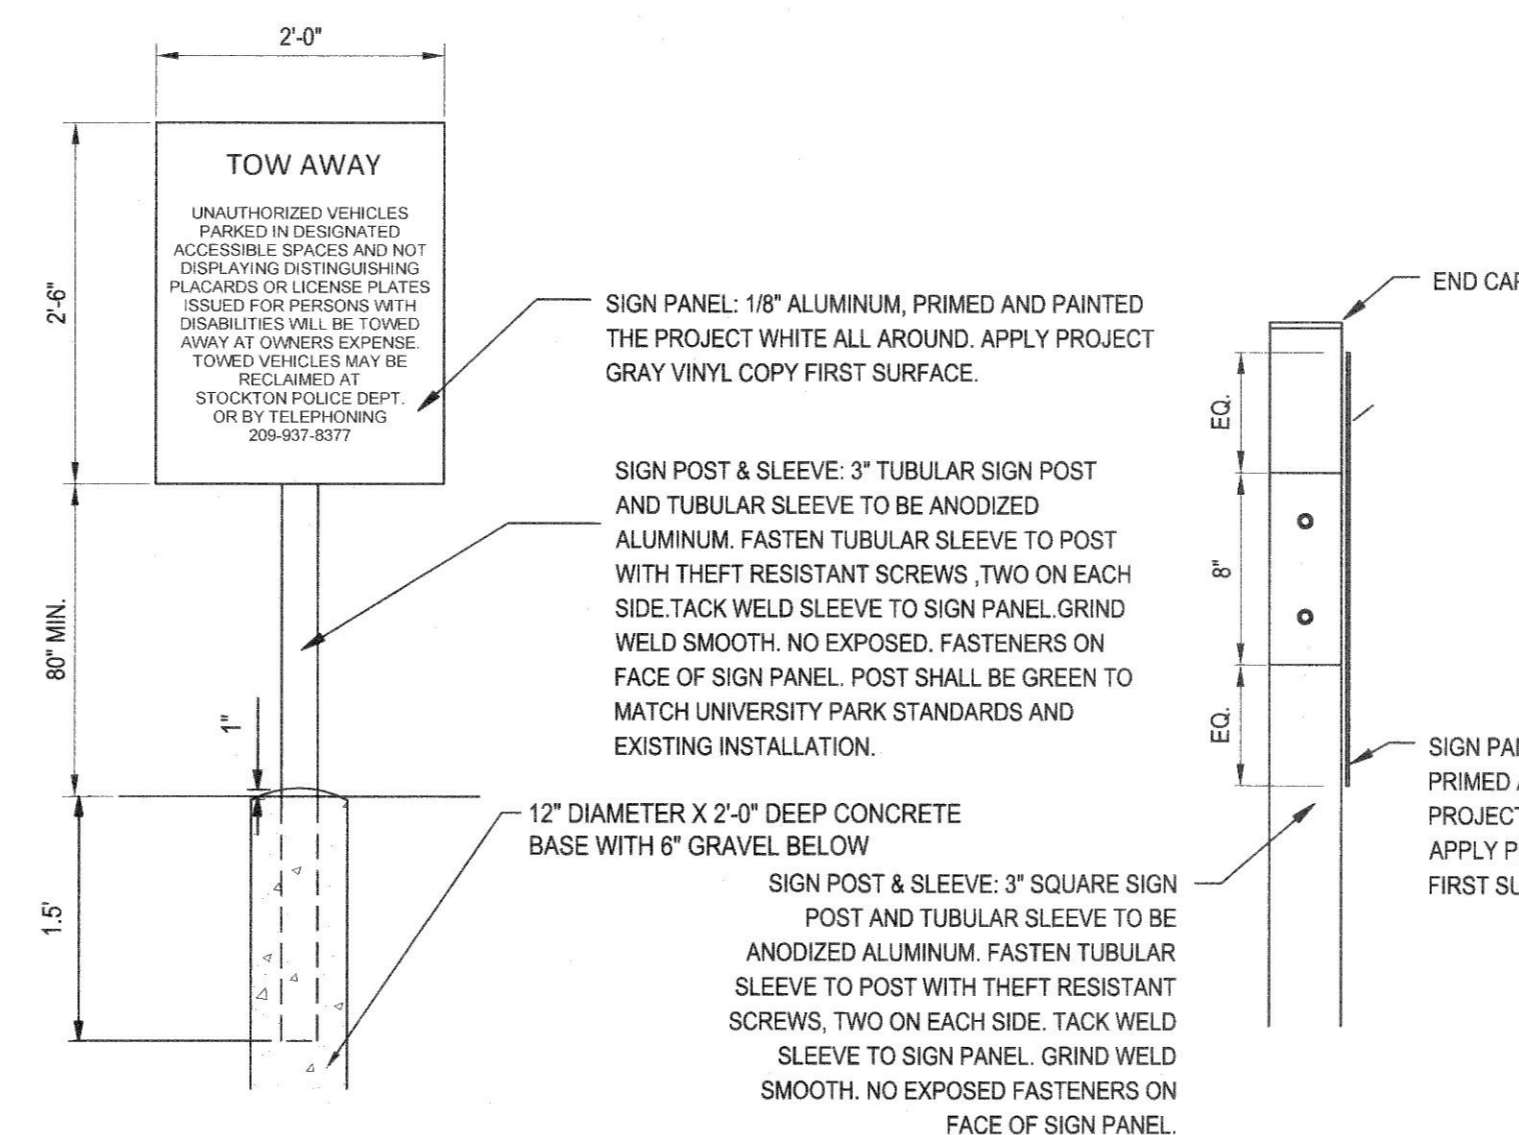 2'-0"
TOW AWAY
UNAUTHORIZED VEHICLES
PARKED IN DESIGNATED
ACCESSIBLE SPACES AND NOT
DISPLAYING DISTINGUISHING
PLACARDS OR LICENSE PLATES
ISSUED FOR PERSONS WITH
DISABILITIES WILL BE TOWED
AWAY AT OWNERS EXPENSE.
TOWED VEHICLES MAY BE
RECLAIMED AT
STOCKTON POLICE DEPT.
OR BY TELEPHONING
209-937-8377
2'-6"
80" MIN.
1"
1.5'
SIGN PANEL: 1/8" ALUMINUM, PRIMED AND PAINTED
THE PROJECT WHITE ALL AROUND. APPLY PROJECT
GRAY VINYL COPY FIRST SURFACE.
SIGN POST & SLEEVE: 3" TUBULAR SIGN POST
AND TUBULAR SLEEVE TO BE ANODIZED
ALUMINUM. FASTEN TUBULAR SLEEVE TO POST
WITH THEFT RESISTANT SCREWS ,TWO ON EACH
SIDE.TACK WELD SLEEVE TO SIGN PANEL.GRIND
WELD SMOOTH. NO EXPOSED. FASTENERS ON
FACE OF SIGN PANEL. POST SHALL BE GREEN TO
MATCH UNIVERSITY PARK STANDARDS AND
EXISTING INSTALLATION.
12" DIAMETER X 2'-0" DEEP CONCRETE
BASE WITH 6" GRAVEL BELOW
SIGN POST & SLEEVE: 3" SQUARE SIGN
POST AND TUBULAR SLEEVE TO BE
ANODIZED ALUMINUM. FASTEN TUBULAR
SLEEVE TO POST WITH THEFT RESISTANT
SCREWS, TWO ON EACH SIDE. TACK WELD
SLEEVE TO SIGN PANEL. GRIND WELD
SMOOTH. NO EXPOSED FASTENERS ON
FACE OF SIGN PANEL.
END CAP
EQ.
8"
EQ.
SIGN PAN
PRIMED A
PROJECT
APPLY P
FIRST SU